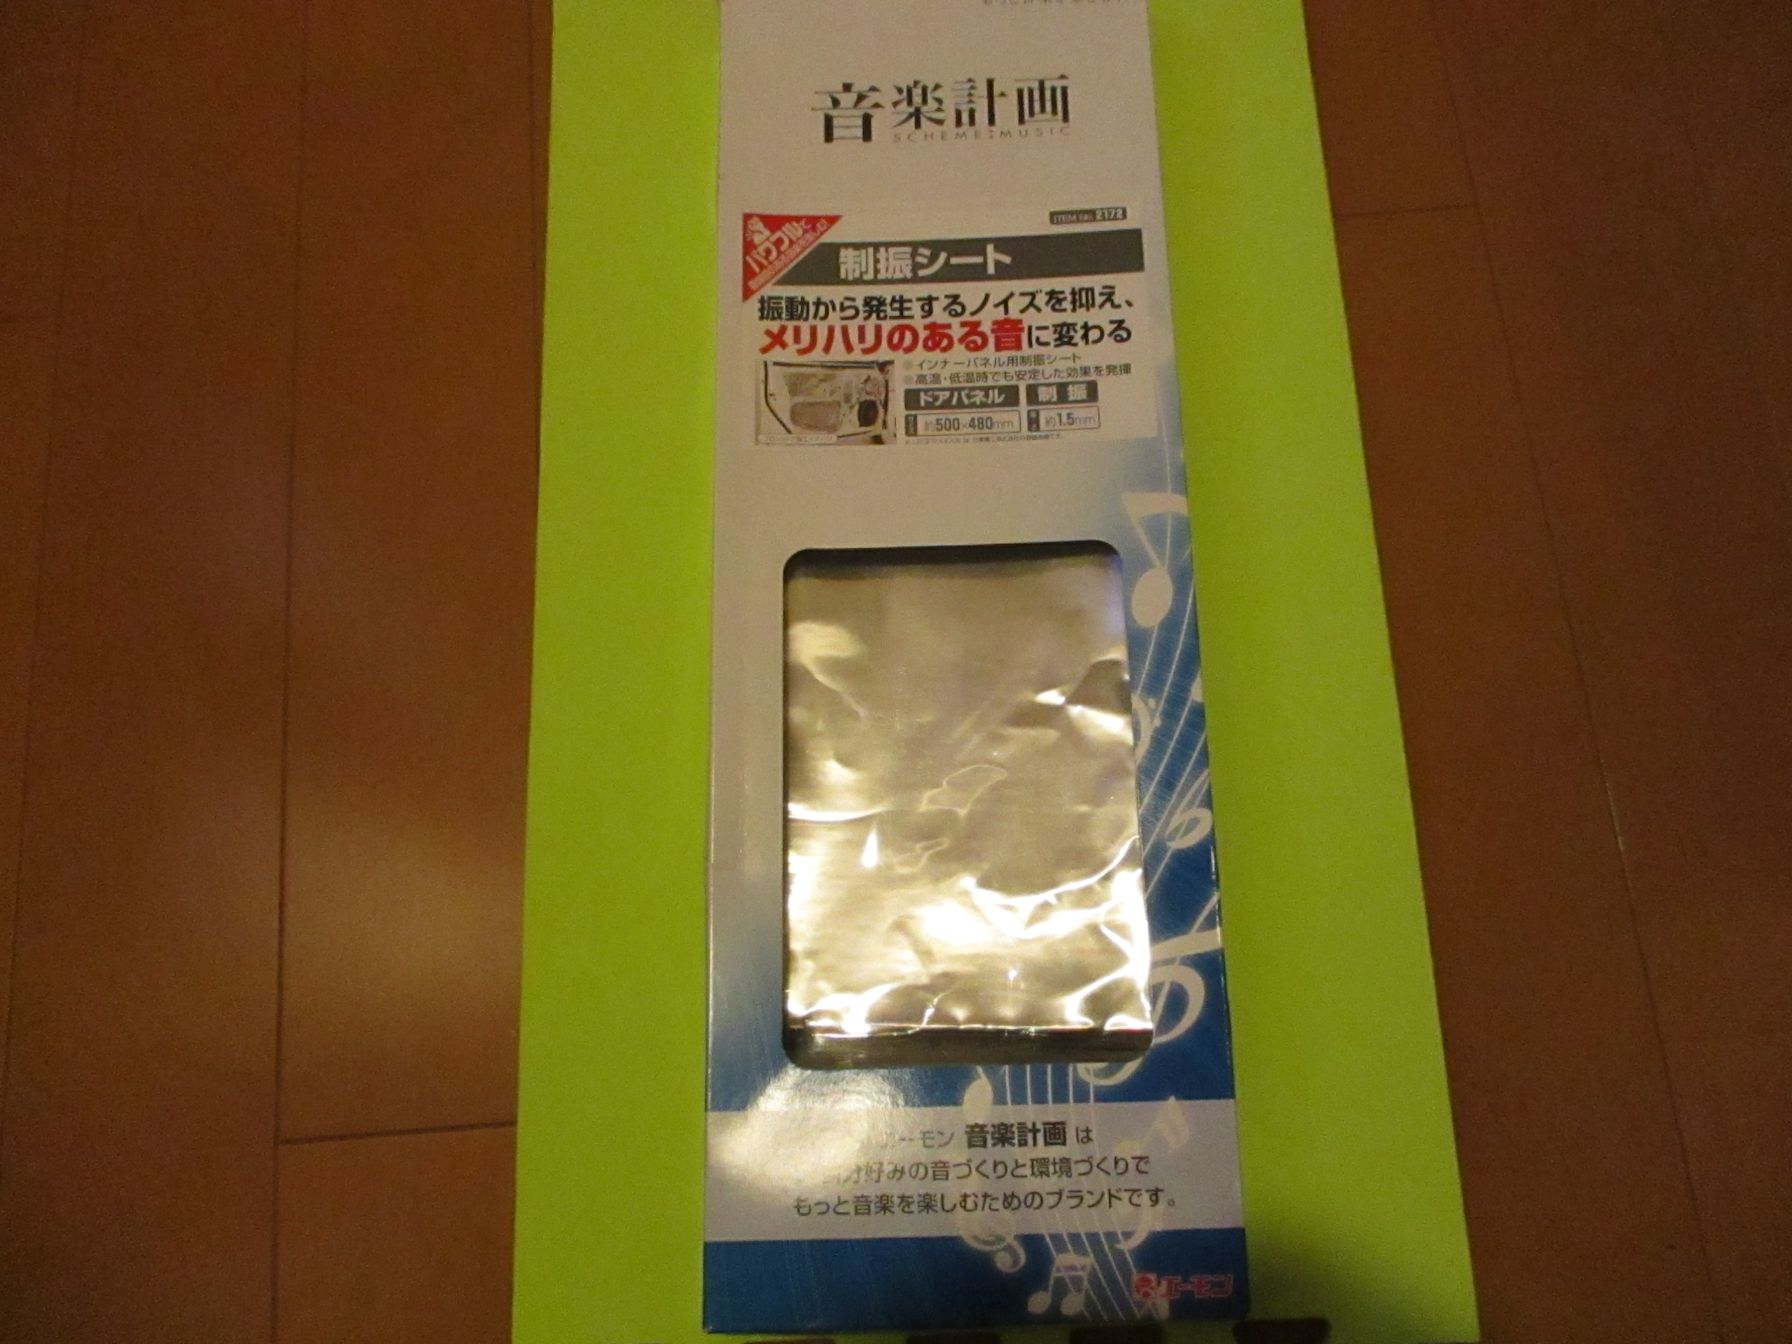 音楽計画
SCHEME:MUSIC
ITEM No. 2172
パワフルで
制振シート
振動から発生するノイズを抑え、
メリハリのある音に変わる
インナーパネル用制振シート
高温・低温時でも安定した効果を発揮
ドアパネル 制振
約500×480mm 約1.5mm
エーモン 音楽計画 は
自分好みの音づくりと環境づくりで
もっと音楽を楽しむためのブランドです。
エーモン